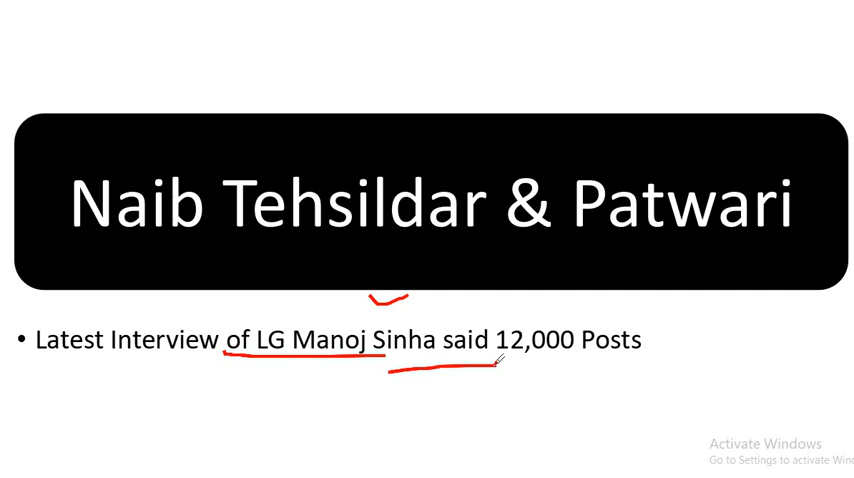 Naib Tehsildar & Patwari
• Latest Interview of LG Manoj Sinha said 12,000 Posts
Activate Windows
Go to Settings to activate Win